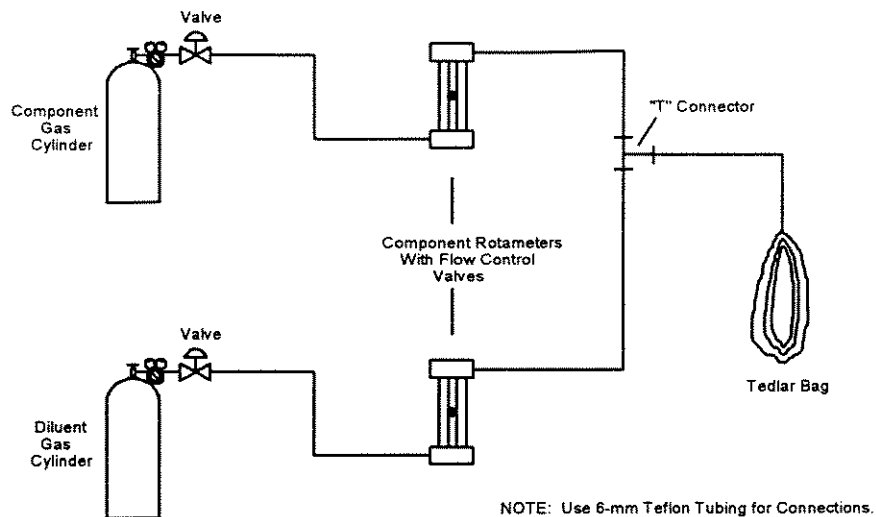 Valve
Component
Gas
Cylinder
"T" Connector
Component Rotameters
With Flow Control
Valves
Valve
Tedlar Bag
Diluent
Gas
Cylinder
NOTE: Use 6-mm Teflon Tubing for Connections.